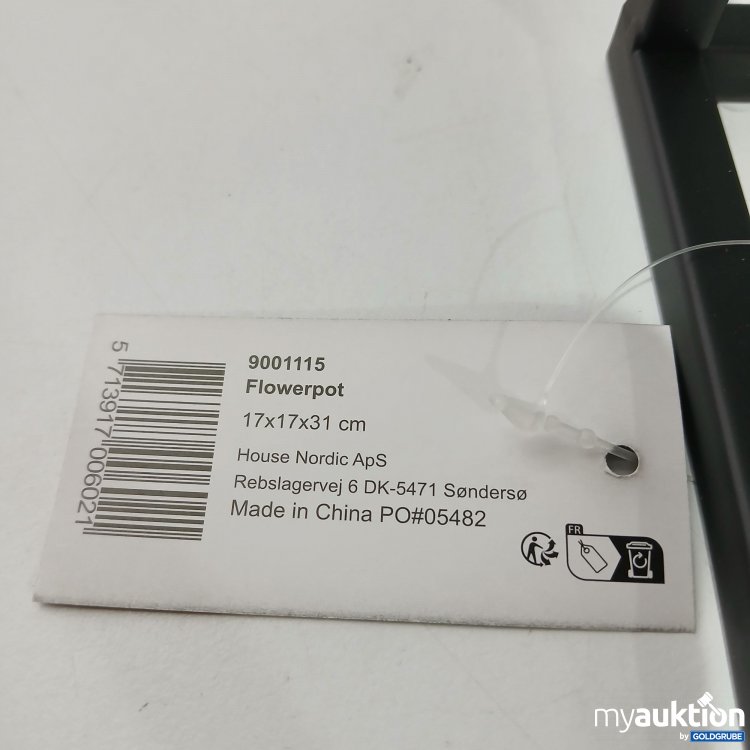 9001115
Flowerpot
17x17x31 cm
House Nordic ApS
Rebslagervej 6 DK-5471 Søndersø
Made in China PO#05482
5 713917 006021
FR
myauktion
by GOLDGRUBE